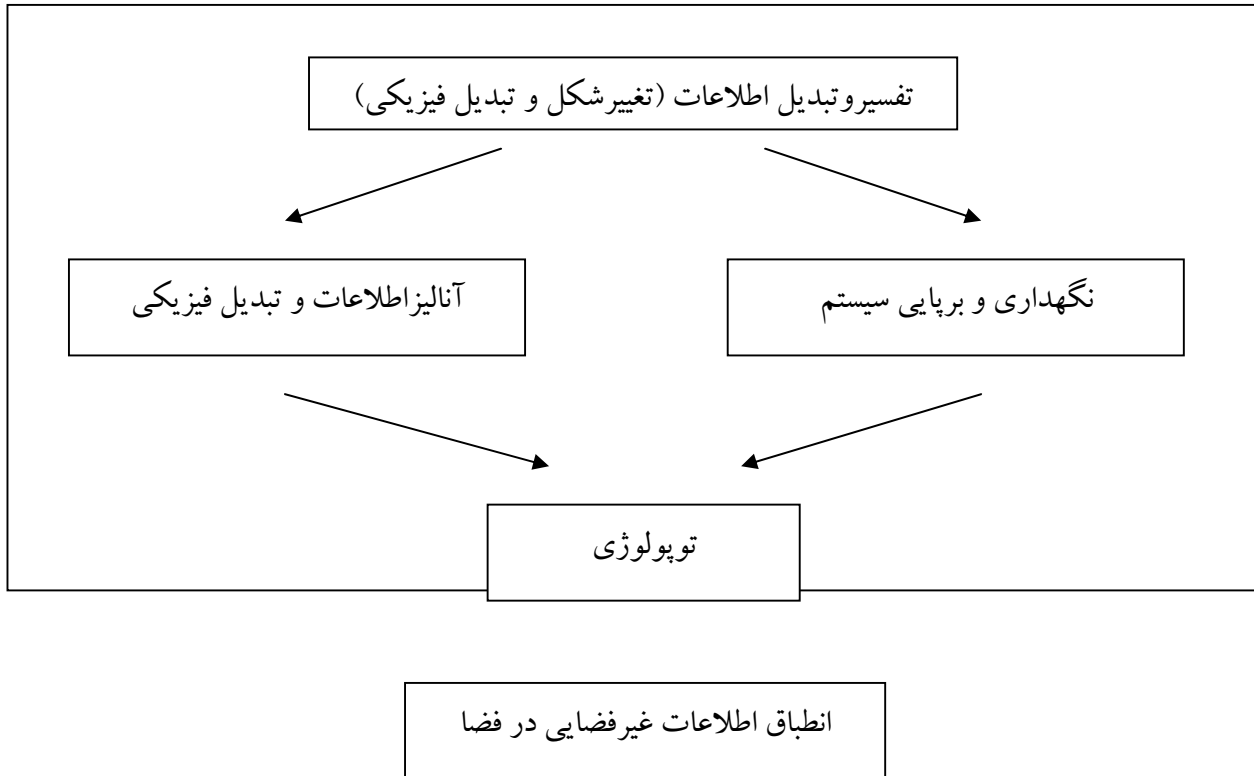 تفسیروتبدیل اطلاعات (تغییرشکل و تبدیل فیزیکی)
نگهداری و برپایی سیستم
آنالیزاطلاعات و تبدیل فیزیکی
توپولوژی
انطباق اطلاعات غیرفضایی در فضا